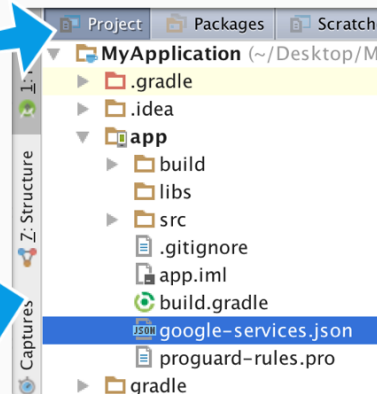 Project Packages Scratch
MyApplication (~/Desktop/M
.gradle
.idea
app
build
libs
src
.gitignore
app.iml
build.gradle
JSON google-services.json
proguard-rules.pro
gradle
1:
Z: Structure
Captures